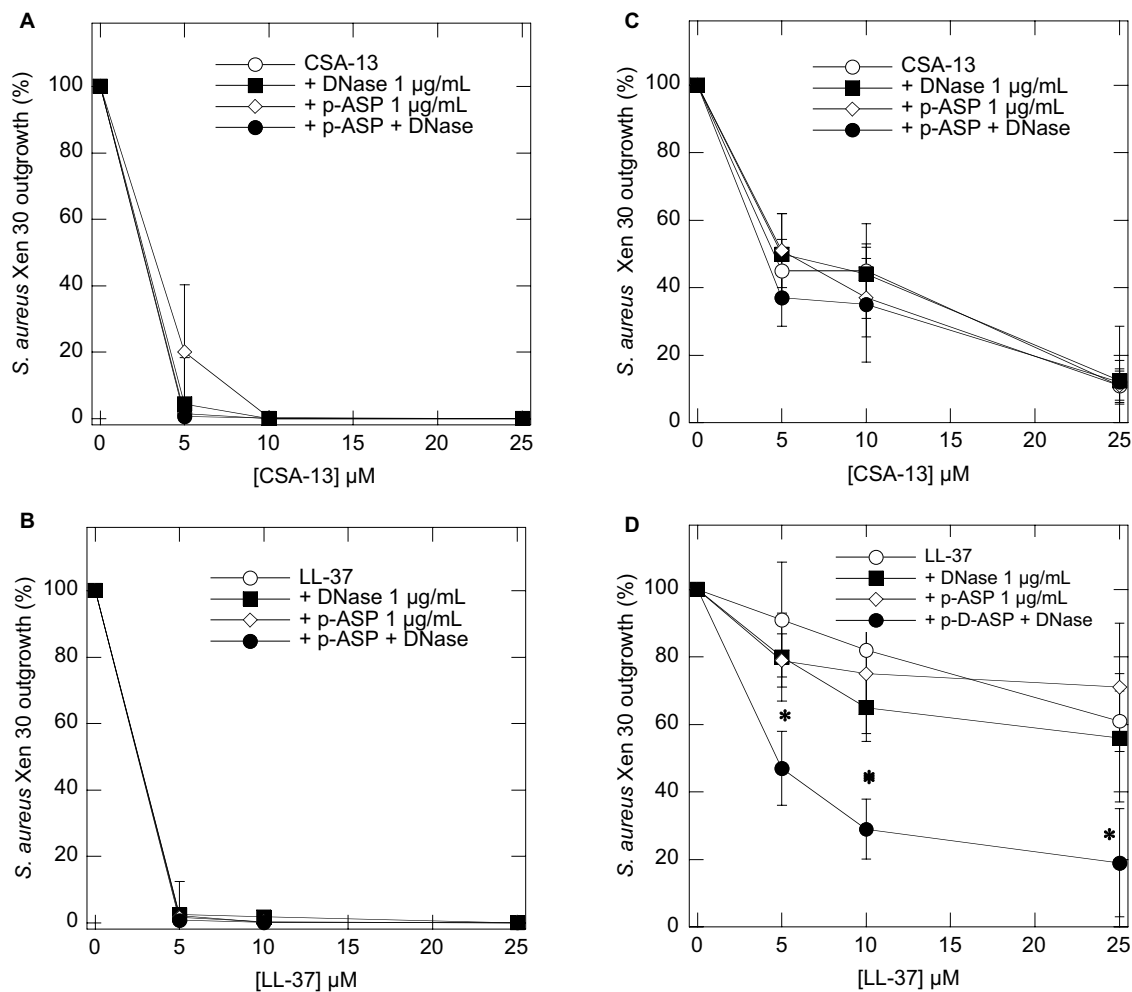 A
S. aureus Xen 30 outgrowth (%)
100
80
60
40
20
0
CSA-13
+ DNase 1 µg/mL
+ p-ASP 1 µg/mL
+ p-ASP + DNase
0 5 10 15 20 25
[CSA-13] µM
B
S. aureus Xen 30 outgrowth (%)
100
80
60
40
20
0
LL-37
+ DNase 1 µg/mL
+ p-ASP 1 µg/mL
+ p-ASP + DNase
0 5 10 15 20 25
[LL-37] µM
C
S. aureus Xen 30 outgrowth (%)
100
80
60
40
20
0
CSA-13
+ DNase 1 µg/mL
+ p-ASP 1 µg/mL
+ p-ASP + DNase
0 5 10 15 20 25
[CSA-13] µM
D
S. aureus Xen 30 outgrowth (%)
100
80
60
40
20
0
LL-37
+ DNase 1 µg/mL
+ p-ASP 1 µg/mL
+ p-D-ASP + DNase
*
*
*
0 5 10 15 20 25
[LL-37] µM